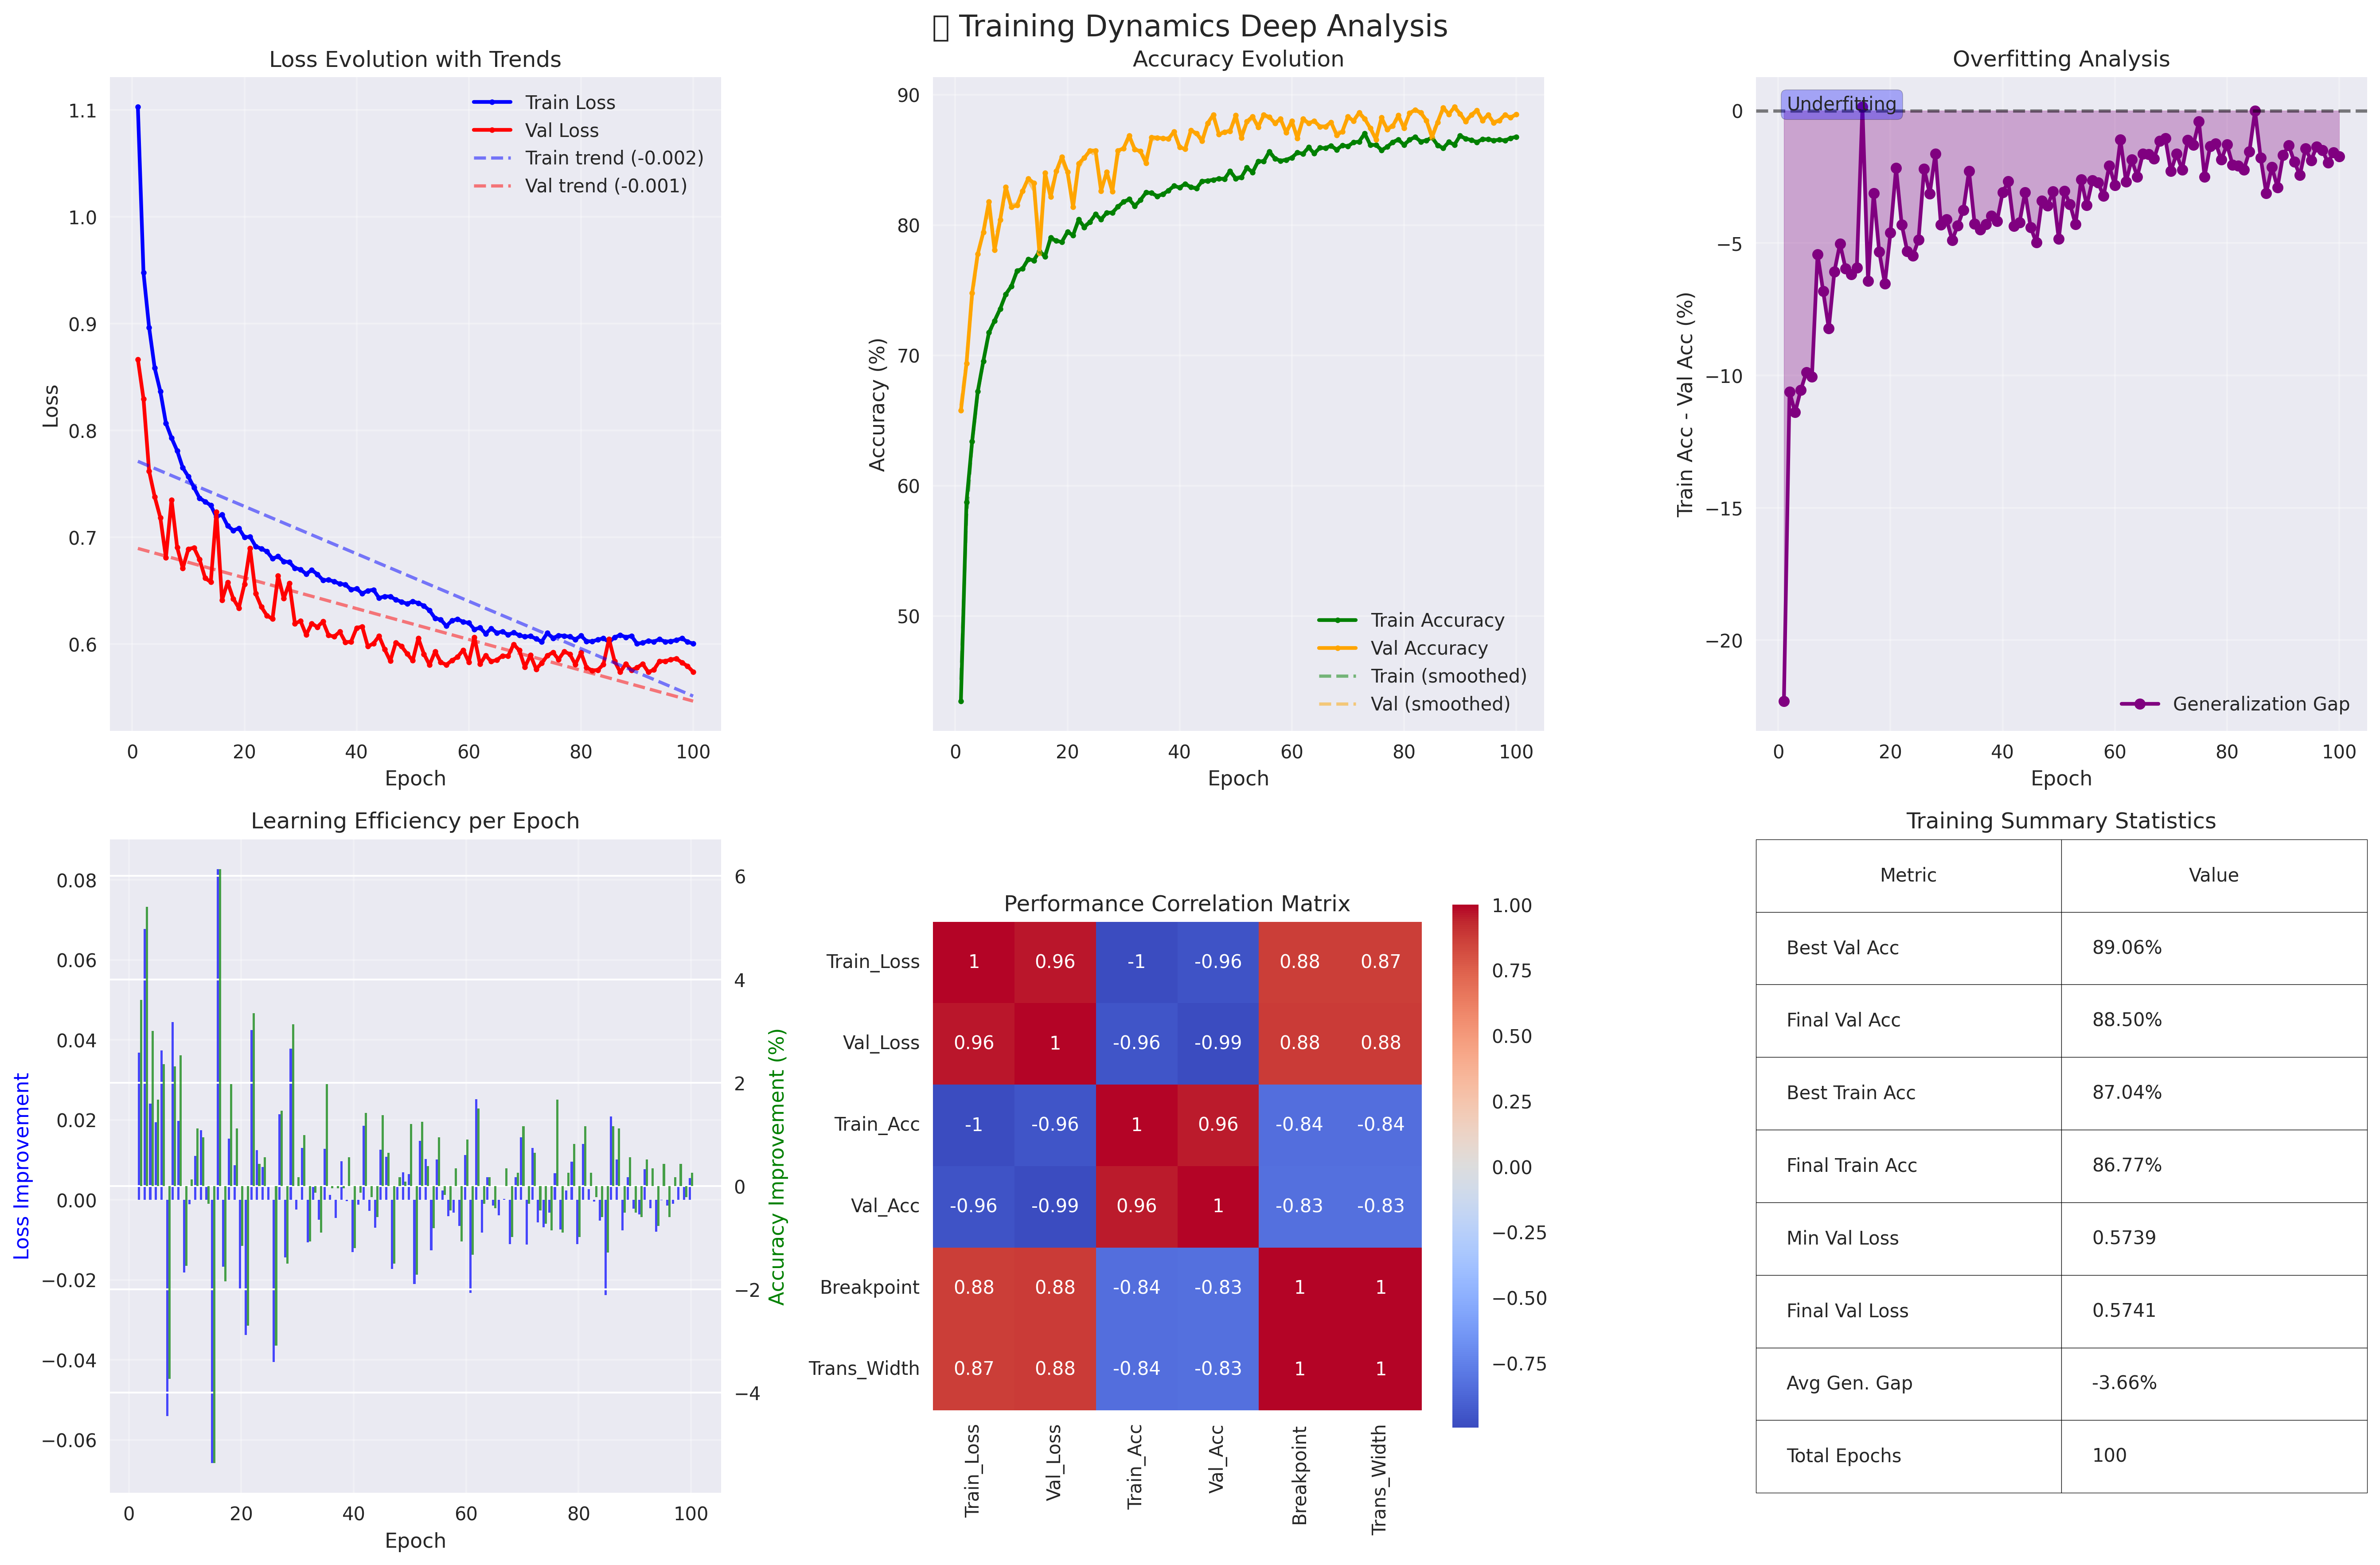 ▯ Training Dynamics Deep Analysis
Loss Evolution with Trends
1.1
1.0
0.9
0.8
0.7
0.6
Loss
0 20 40 60 80 100
Epoch
Train Loss
Val Loss
Train trend (-0.002)
Val trend (-0.001)
Accuracy Evolution
90
80
70
60
50
Accuracy (%)
0 20 40 60 80 100
Epoch
Train Accuracy
Val Accuracy
Train (smoothed)
Val (smoothed)
Overfitting Analysis
Underfitting
0
−5
−10
−15
−20
Train Acc - Val Acc (%)
0 20 40 60 80 100
Epoch
Generalization Gap
Learning Efficiency per Epoch
0.08
0.06
0.04
0.02
0.00
−0.02
−0.04
−0.06
Loss Improvement
6
4
2
0
−2
−4
Accuracy Improvement (%)
0 20 40 60 80 100
Epoch
Performance Correlation Matrix
Train_Loss 1 0.96 -1 -0.96 0.88 0.87
Val_Loss 0.96 1 -0.96 -0.99 0.88 0.88
Train_Acc -1 -0.96 1 0.96 -0.84 -0.84
Val_Acc -0.96 -0.99 0.96 1 -0.83 -0.83
Breakpoint 0.88 0.88 -0.84 -0.83 1 1
Trans_Width 0.87 0.88 -0.84 -0.83 1 1
Train_Loss Val_Loss Train_Acc Val_Acc Breakpoint Trans_Width
1.00
0.75
0.50
0.25
0.00
−0.25
−0.50
−0.75
Training Summary Statistics
Metric Value
Best Val Acc 89.06%
Final Val Acc 88.50%
Best Train Acc 87.04%
Final Train Acc 86.77%
Min Val Loss 0.5739
Final Val Loss 0.5741
Avg Gen. Gap -3.66%
Total Epochs 100